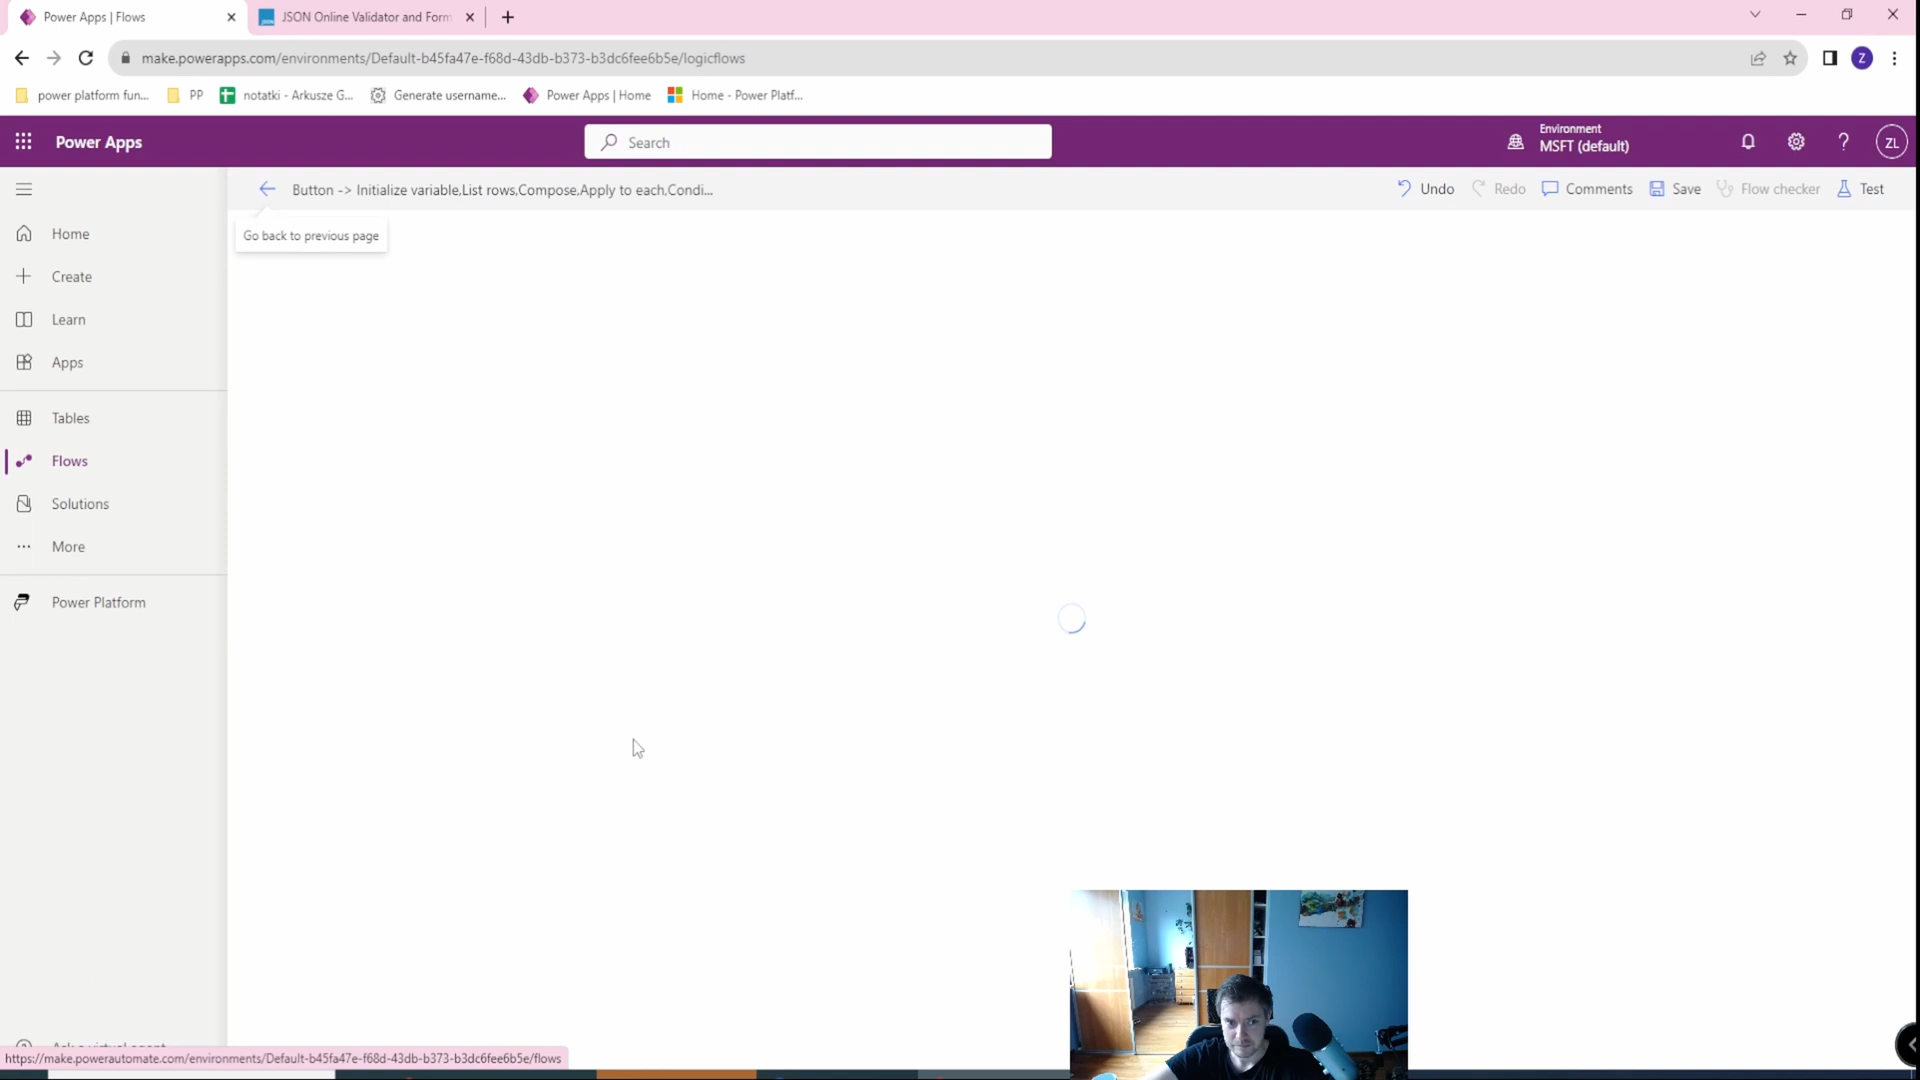 Power Apps | Flows
JSON Online Validator and Form
make.powerapps.com/environments/Default-b45fa47e-f68d-43db-b373-b3dc6fee6b5e/logicflows
Z
power platform fun...
PP
notatki - Arkusze G...
Generate username...
Power Apps | Home
Home - Power Platf...
Power Apps
Search
Environment
MSFT (default)
ZL
Button -> Initialize variable,List rows,Compose,Apply to each,Condi...
Undo
Redo
Comments
Save
Flow checker
Test
Go back to previous page
Home
Create
Learn
Apps
Tables
Flows
Solutions
More
Power Platform
https://make.powerautomate.com/environments/Default-b45fa47e-f68d-43db-b373-b3dc6fee6b5e/flows